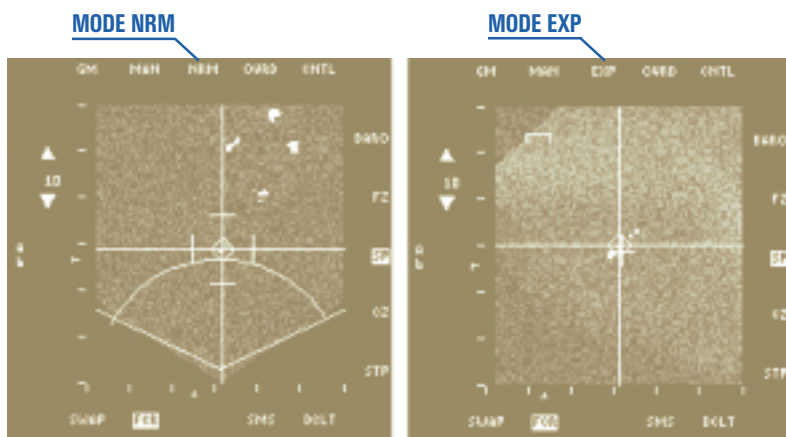 MODE NRM
MODE EXP
GM MAN NRM OVRD CNTL
BARO
10
FZ
SP
CZ
STP
SWAP FCR SMS DCLT
GM MAN EXP OVRD CNTL
BARO
10
FZ
SP
CZ
STP
SWAP FCR SMS DCLT